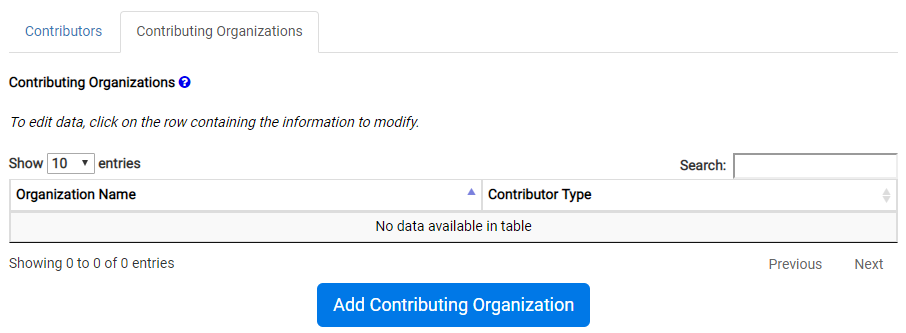 Contributors Contributing Organizations
Contributing Organizations ?
To edit data, click on the row containing the information to modify.
Show 10 entries Search:
Organization Name Contributor Type
No data available in table
Showing 0 to 0 of 0 entries Previous Next
Add Contributing Organization